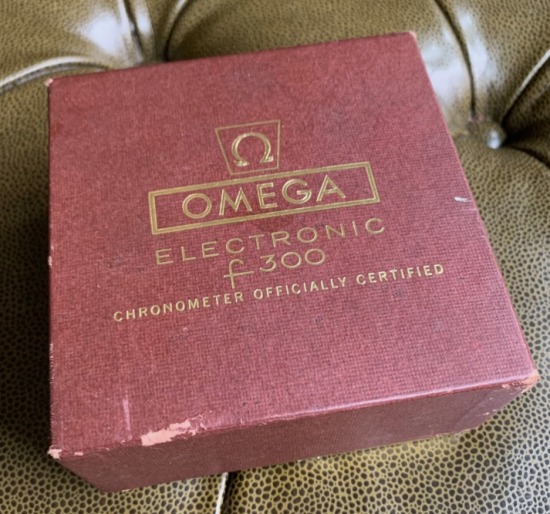 Ω
OMEGA
ELECTRONIC
f300
CHRONOMETER OFFICIALLY CERTIFIED